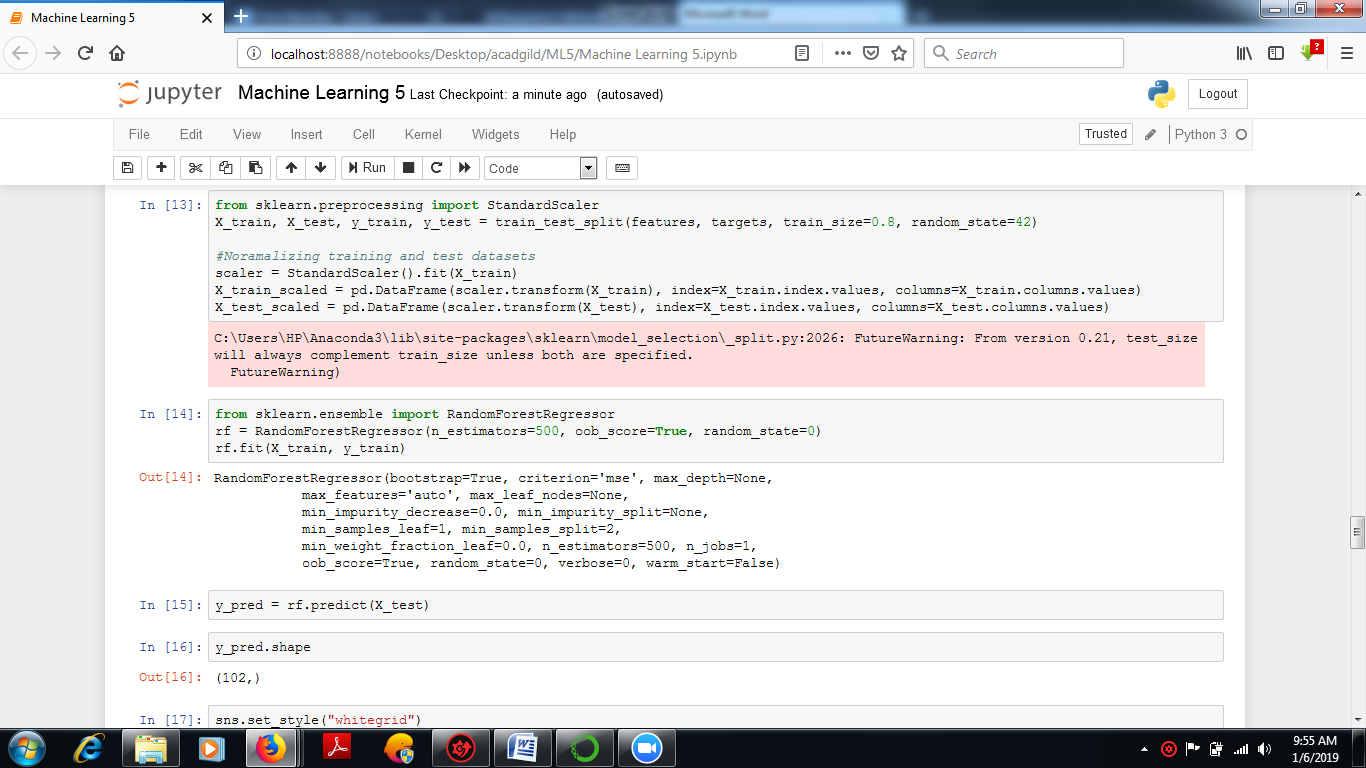 Machine Learning 5
Microsoft Word
localhost:8888/notebooks/Desktop/acadgild/ML5/Machine Learning 5.ipynb
Search
?
jupyter Machine Learning 5 Last Checkpoint: a minute ago (autosaved)
Logout
File Edit View Insert Cell Kernel Widgets Help
Trusted
Python 3
Run
Code
In [13]: from sklearn.preprocessing import StandardScaler
X_train, X_test, y_train, y_test = train_test_split(features, targets, train_size=0.8, random_state=42)
#Noramalizing training and test datasets
scaler = StandardScaler().fit(X_train)
X_train_scaled = pd.DataFrame(scaler.transform(X_train), index=X_train.index.values, columns=X_train.columns.values)
X_test_scaled = pd.DataFrame(scaler.transform(X_test), index=X_test.index.values, columns=X_test.columns.values)
C:\Users\HP\Anaconda3\lib\site-packages\sklearn\model_selection\_split.py:2026: FutureWarning: From version 0.21, test_size
will always complement train_size unless both are specified.
FutureWarning)
In [14]: from sklearn.ensemble import RandomForestRegressor
rf = RandomForestRegressor(n_estimators=500, oob_score=True, random_state=0)
rf.fit(X_train, y_train)
Out[14]: RandomForestRegressor(bootstrap=True, criterion='mse', max_depth=None,
max_features='auto', max_leaf_nodes=None,
min_impurity_decrease=0.0, min_impurity_split=None,
min_samples_leaf=1, min_samples_split=2,
min_weight_fraction_leaf=0.0, n_estimators=500, n_jobs=1,
oob_score=True, random_state=0, verbose=0, warm_start=False)
In [15]: y_pred = rf.predict(X_test)
In [16]: y_pred.shape
Out[16]: (102,)
In [17]: sns.set_style("whitegrid")
9:55 AM
1/6/2019